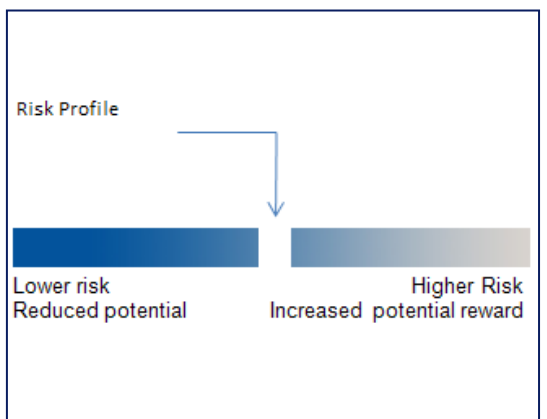 Risk Profile
Lower risk
Reduced potential
Higher Risk
Increased potential reward